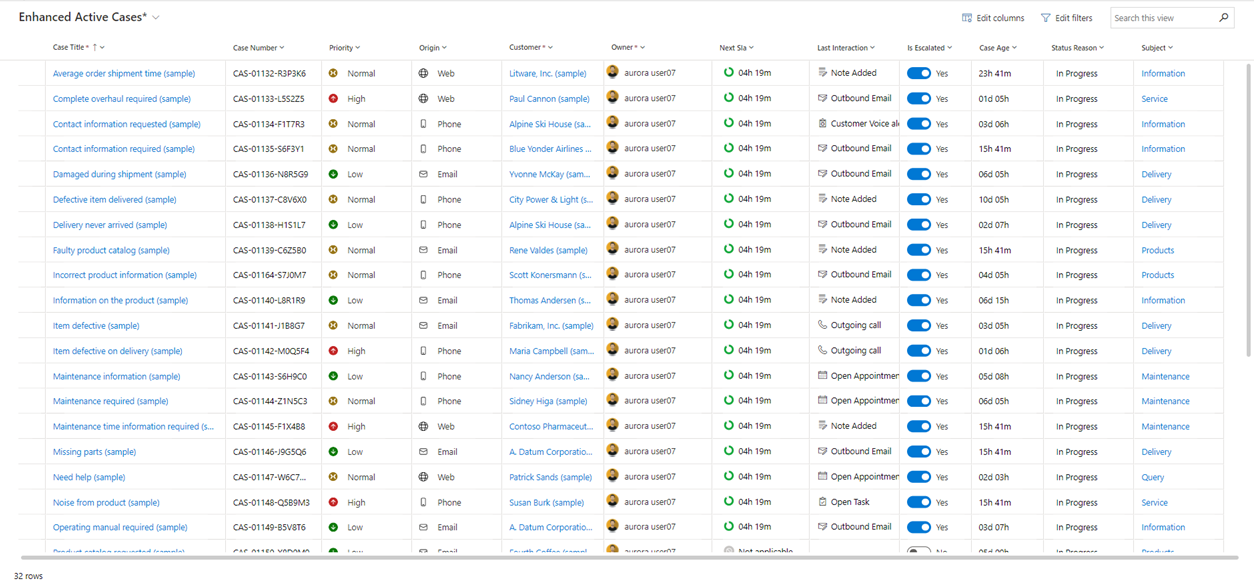 Enhanced Active Cases*
Edit columns Edit filters Search this view
Case Title * ↑ Case Number Priority Origin Customer * Owner * Next Sla Last Interaction Is Escalated Case Age Status Reason Subject
Average order shipment time (sample) CAS-01132-R3P3K6 Normal Web Litware, Inc. (sample) aurora user07 04h 19m Note Added Yes 23h 41m In Progress Information
Complete overhaul required (sample) CAS-01133-L5S2Z5 High Web Paul Cannon (sample) aurora user07 04h 19m Outbound Email Yes 01d 05h In Progress Service
Contact information requested (sample) CAS-01134-F1T7R3 Normal Phone Alpine Ski House (sa... aurora user07 04h 19m Customer Voice ale Yes 03d 06h In Progress Information
Contact information required (sample) CAS-01135-S6F3Y1 Normal Phone Blue Yonder Airlines ... aurora user07 04h 19m Outbound Email Yes 15h 41m In Progress Information
Damaged during shipment (sample) CAS-01136-N8R5G9 Low Email Yvonne McKay (sam... aurora user07 04h 19m Outbound Email Yes 06d 05h In Progress Delivery
Defective item delivered (sample) CAS-01137-C8V6X0 Normal Phone City Power & Light (s... aurora user07 04h 19m Note Added Yes 10d 05h In Progress Delivery
Delivery never arrived (sample) CAS-01138-H1S1L7 Low Phone Alpine Ski House (sa... aurora user07 04h 19m Outbound Email Yes 02d 07h In Progress Delivery
Faulty product catalog (sample) CAS-01139-C6Z5B0 Normal Email Rene Valdes (sample) aurora user07 04h 19m Note Added Yes 15h 41m In Progress Products
Incorrect product information (sample) CAS-01164-S7J0M7 Normal Phone Scott Konersmann (s... aurora user07 04h 19m Outbound Email Yes 04d 05h In Progress Products
Information on the product (sample) CAS-01140-L8R1R9 Low Email Thomas Andersen (s... aurora user07 04h 19m Note Added Yes 06d 15h In Progress Information
Item defective (sample) CAS-01141-J1B8G7 Normal Email Fabrikam, Inc. (sample) aurora user07 04h 19m Outgoing call Yes 03d 05h In Progress Delivery
Item defective on delivery (sample) CAS-01142-M0Q5F4 High Phone Maria Campbell (sam... aurora user07 04h 19m Outgoing call Yes 01d 06h In Progress Delivery
Maintenance information (sample) CAS-01143-S6H9C0 Low Phone Nancy Anderson (sa... aurora user07 04h 19m Open Appointmen Yes 05d 08h In Progress Maintenance
Maintenance required (sample) CAS-01144-Z1N5C3 Normal Phone Sidney Higa (sample) aurora user07 04h 19m Open Appointmen Yes 06d 05h In Progress Maintenance
Maintenance time information required (s... CAS-01145-F1X4B8 High Web Contoso Pharmaceut... aurora user07 04h 19m Note Added Yes 15h 41m In Progress Maintenance
Missing parts (sample) CAS-01146-J9G5Q6 Low Email A. Datum Corporatio... aurora user07 04h 19m Outbound Email Yes 15h 41m In Progress Delivery
Need help (sample) CAS-01147-W6C7... Normal Web Patrick Sands (sample) aurora user07 04h 19m Open Appointmen Yes 02d 03h In Progress Query
Noise from product (sample) CAS-01148-Q5B9M3 High Phone Susan Burk (sample) aurora user07 04h 19m Open Task Yes 15h 41m In Progress Service
Operating manual required (sample) CAS-01149-B5V8T6 Low Email A. Datum Corporatio... aurora user07 04h 19m Outbound Email Yes 03d 07h In Progress Information
Product catalog requested (sample) Low Email Fourth Coffee (sample) aurora user07 Not applicable No In Progress Products
32 rows